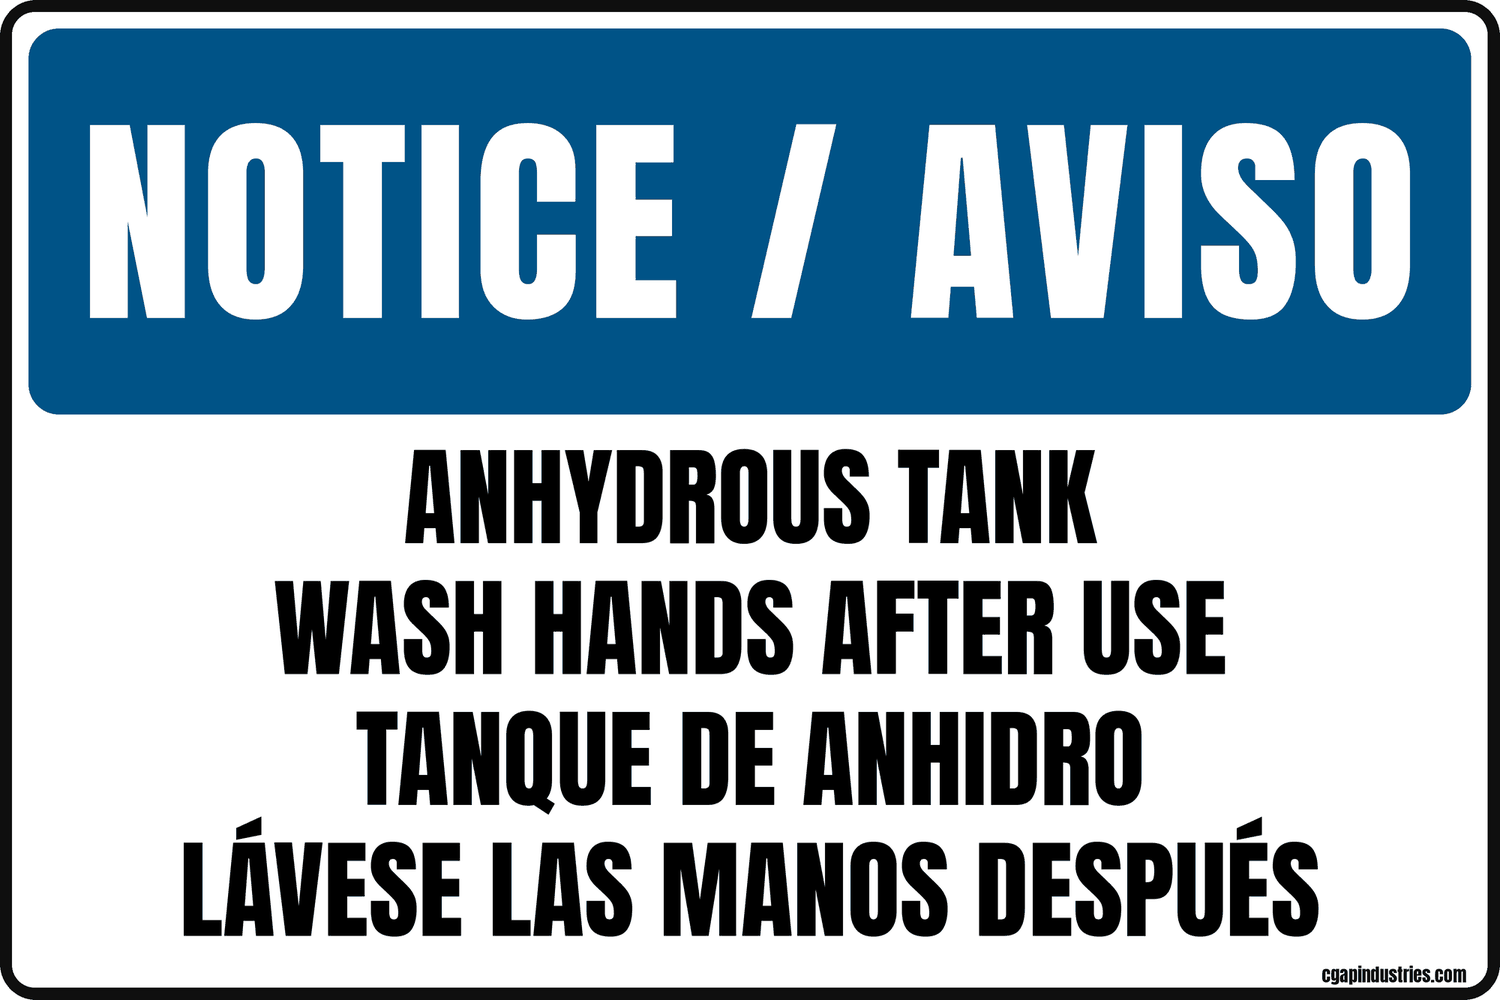 NOTICE / AVISO
ANHYDROUS TANK
WASH HANDS AFTER USE
TANQUE DE ANHIDRO
LÁVESE LAS MANOS DESPUÉS
cgapindustries.com